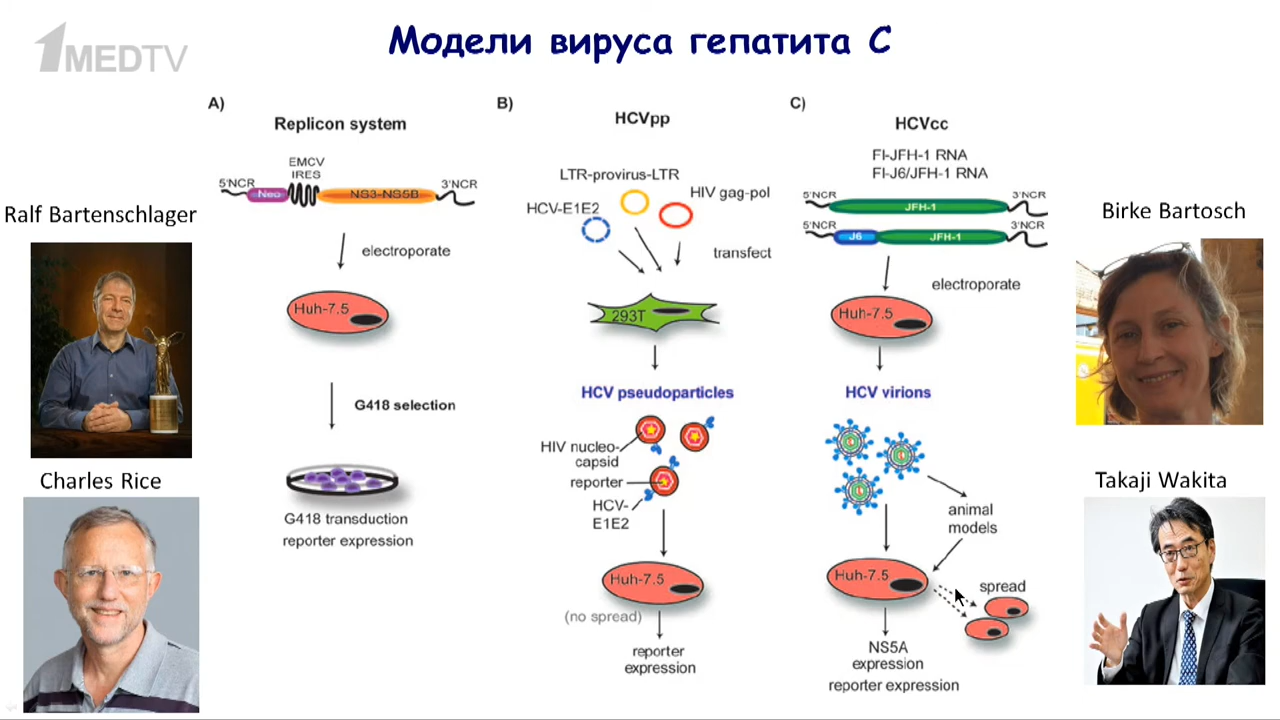 1MEDTV
Модели вируса гепатита С
Ralf Bartenschlager
Charles Rice
A)
Replicon system
EMCV
IRES
5'NCR
3'NCR
Neo
NS3-NS5B
electroporate
Huh-7.5
G418 selection
G418 transduction
reporter expression
B)
HCVpp
LTR-provirus-LTR
HIV gag-pol
HCV-E1E2
transfect
293T
HCV pseudoparticles
HIV nucleo-
capsid
reporter
HCV-
E1E2
Huh-7.5
(no spread)
reporter
expression
C)
HCVcc
FI-JFH-1 RNA
FI-J6/JFH-1 RNA
5'NCR
3'NCR
JFH-1
5'NCR
3'NCR
J6
JFH-1
electroporate
Huh-7.5
HCV virions
animal
models
Huh-7.5
spread
NS5A
expression
reporter expression
Birke Bartosch
Takaji Wakita